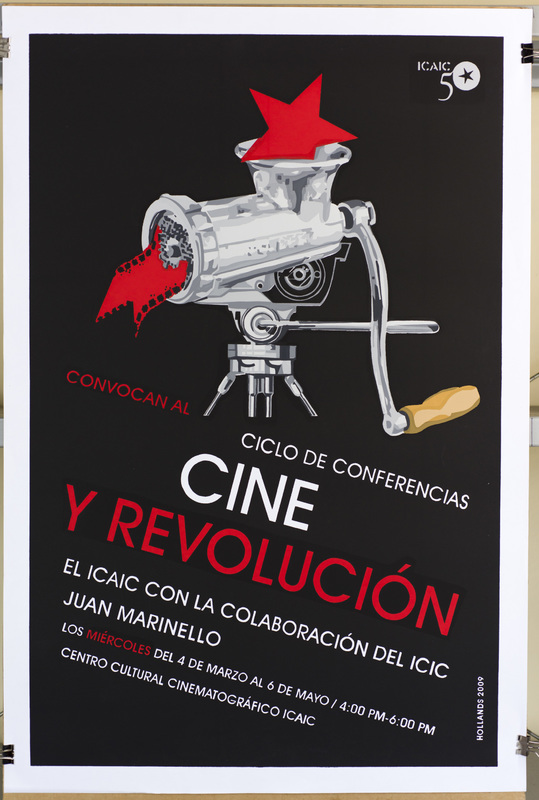 ICAIC
50
CONVOCAN AL
CICLO DE CONFERENCIAS
CINE
Y REVOLUCIÓN
EL ICAIC CON LA COLABORACIÓN DEL ICIC
JUAN MARINELLO
LOS MIÉRCOLES DEL 4 DE MARZO AL 6 DE MAYO / 4:00 PM-6:00 PM
CENTRO CULTURAL CINEMATOGRÁFICO ICAIC
HOLLANDS 2009